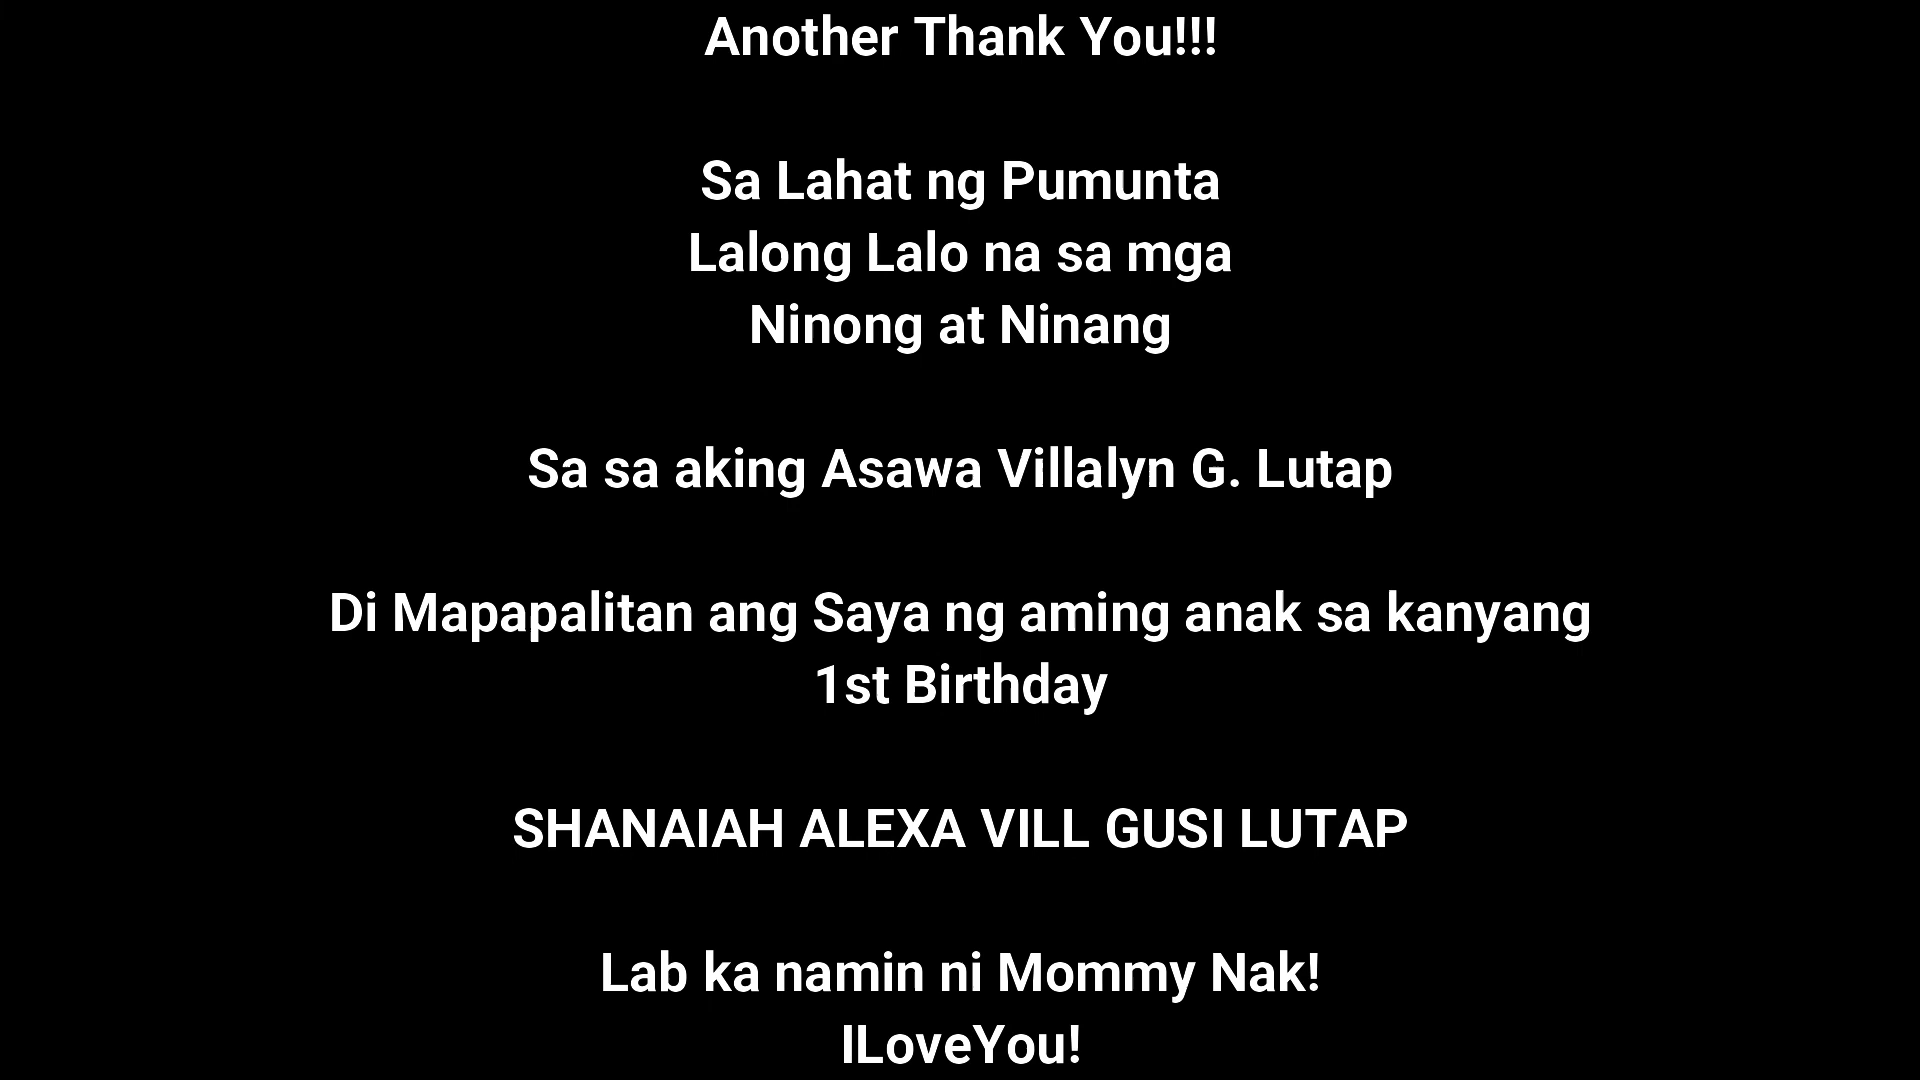 Another Thank You!!!
Sa Lahat ng Pumunta
Lalong Lalo na sa mga
Ninong at Ninang
Sa sa aking Asawa Villalyn G. Lutap
Di Mapapalitan ang Saya ng aming anak sa kanyang
1st Birthday
SHANAIAH ALEXA VILL GUSI LUTAP
Lab ka namin ni Mommy Nak!
ILoveYou!